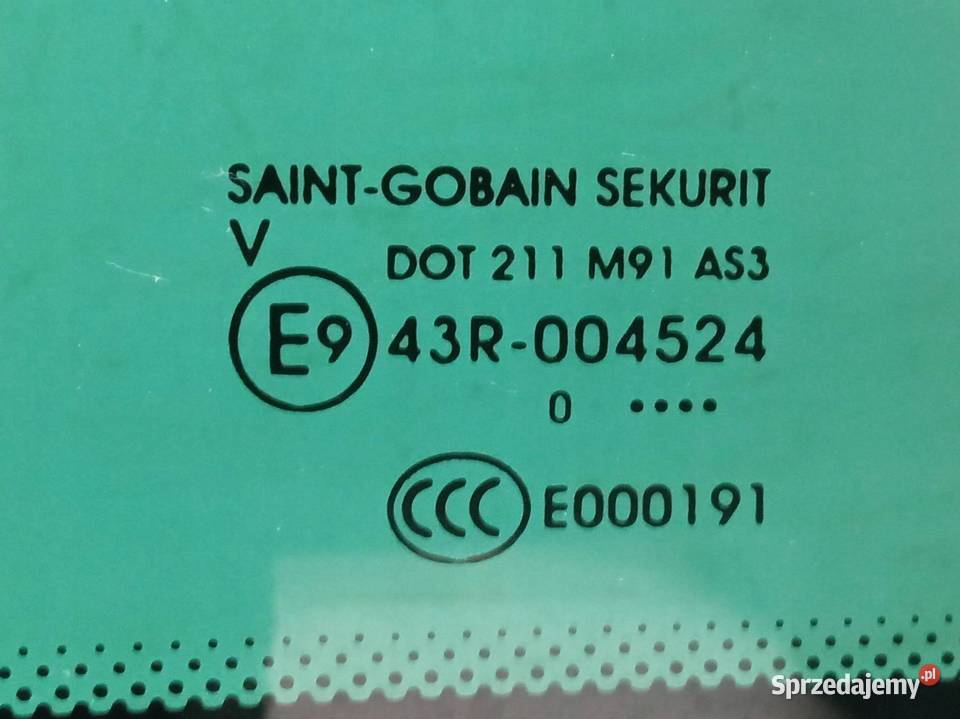 SAINT-GOBAIN SEKURIT
V
DOT 211 M91 AS3
E9 43R-004524
0 ••••
CCC E000191
Sprzedajemy.pl